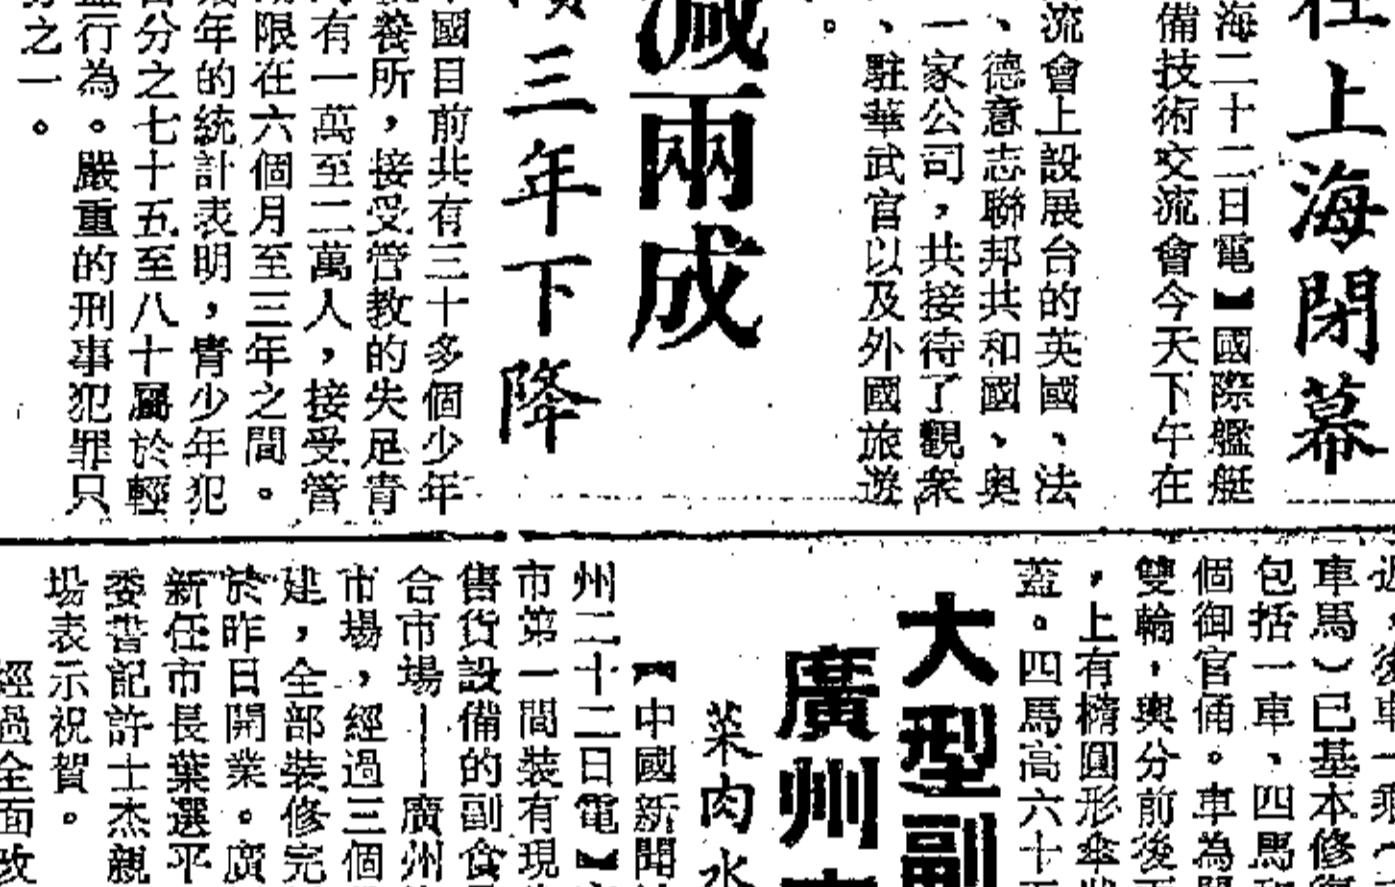 在上海閉幕
海二十二日電】國際艦艇
備技術交流會今天下午在
流會上設展台的英國、法
、德意志聯邦共和國、奧
一家公司，共接待了觀衆
、駐華武官以及外國旅遊
。
減兩成
三年下降
國目前共有三十多個少年
養所，接受管教的失足青
有一萬至二萬人，接受管
限在六個月至三年之間。
年的統計表明，青少年犯
分之七十五至八十屬於輕
行為。嚴重的刑事犯罪只
之一。
車馬）已基本修復
包括一車、四馬和
個御官俑。車為
雙輪，輿分前後
，上有橢圓形傘
蓋。四馬高六十
大型副
廣州
菜肉水
【中國新聞
州二十二日電】
市第一間裝有現
售貨設備的副食
合市場——廣州
市場，經過三個
建，全部裝修完
於昨日開業。廣
新任市長葉選平
委書記許士杰親
場表示祝賀。
經過全面改